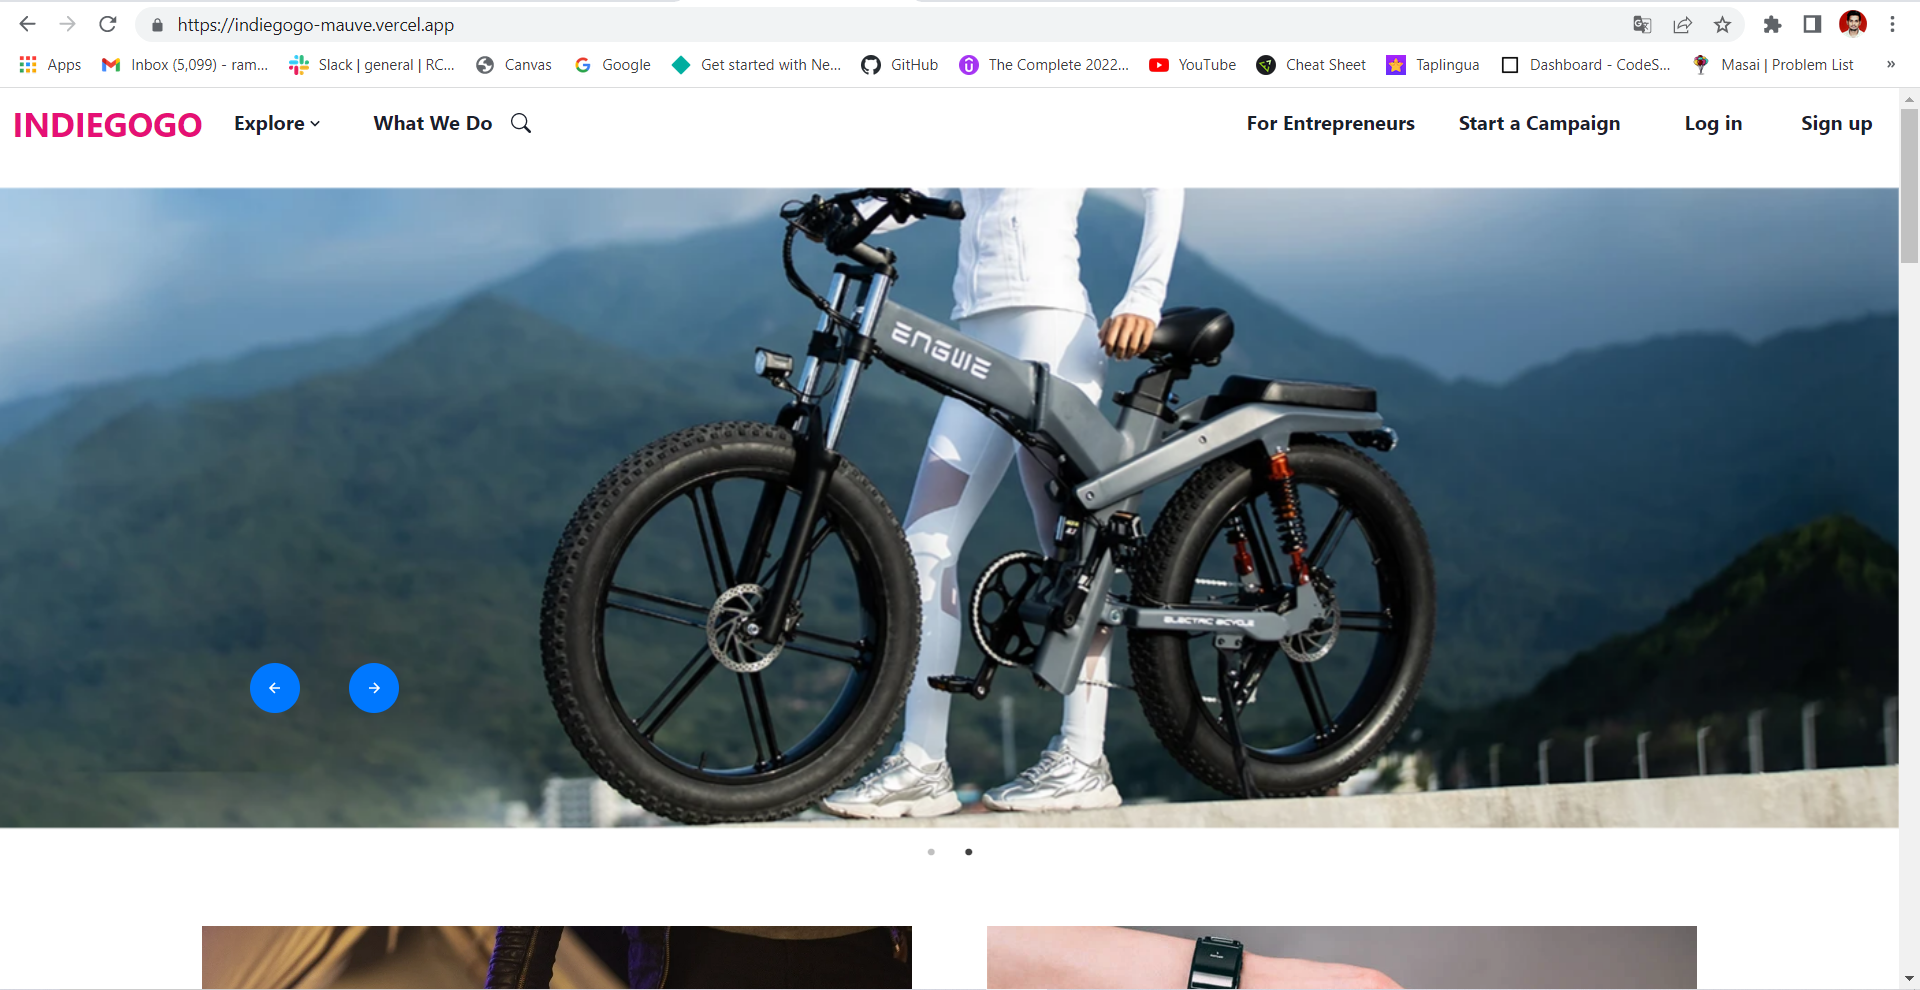 https://indiegogo-mauve.vercel.app
Apps Inbox (5,099) - ram... Slack | general | RC... Canvas Google Get started with Ne... GitHub The Complete 2022... YouTube Cheat Sheet Taplingua Dashboard - CodeS... Masai | Problem List »
INDIEGOGO Explore What We Do For Entrepreneurs Start a Campaign Log in Sign up
ENGWE
ELECTRIC BICYCLE